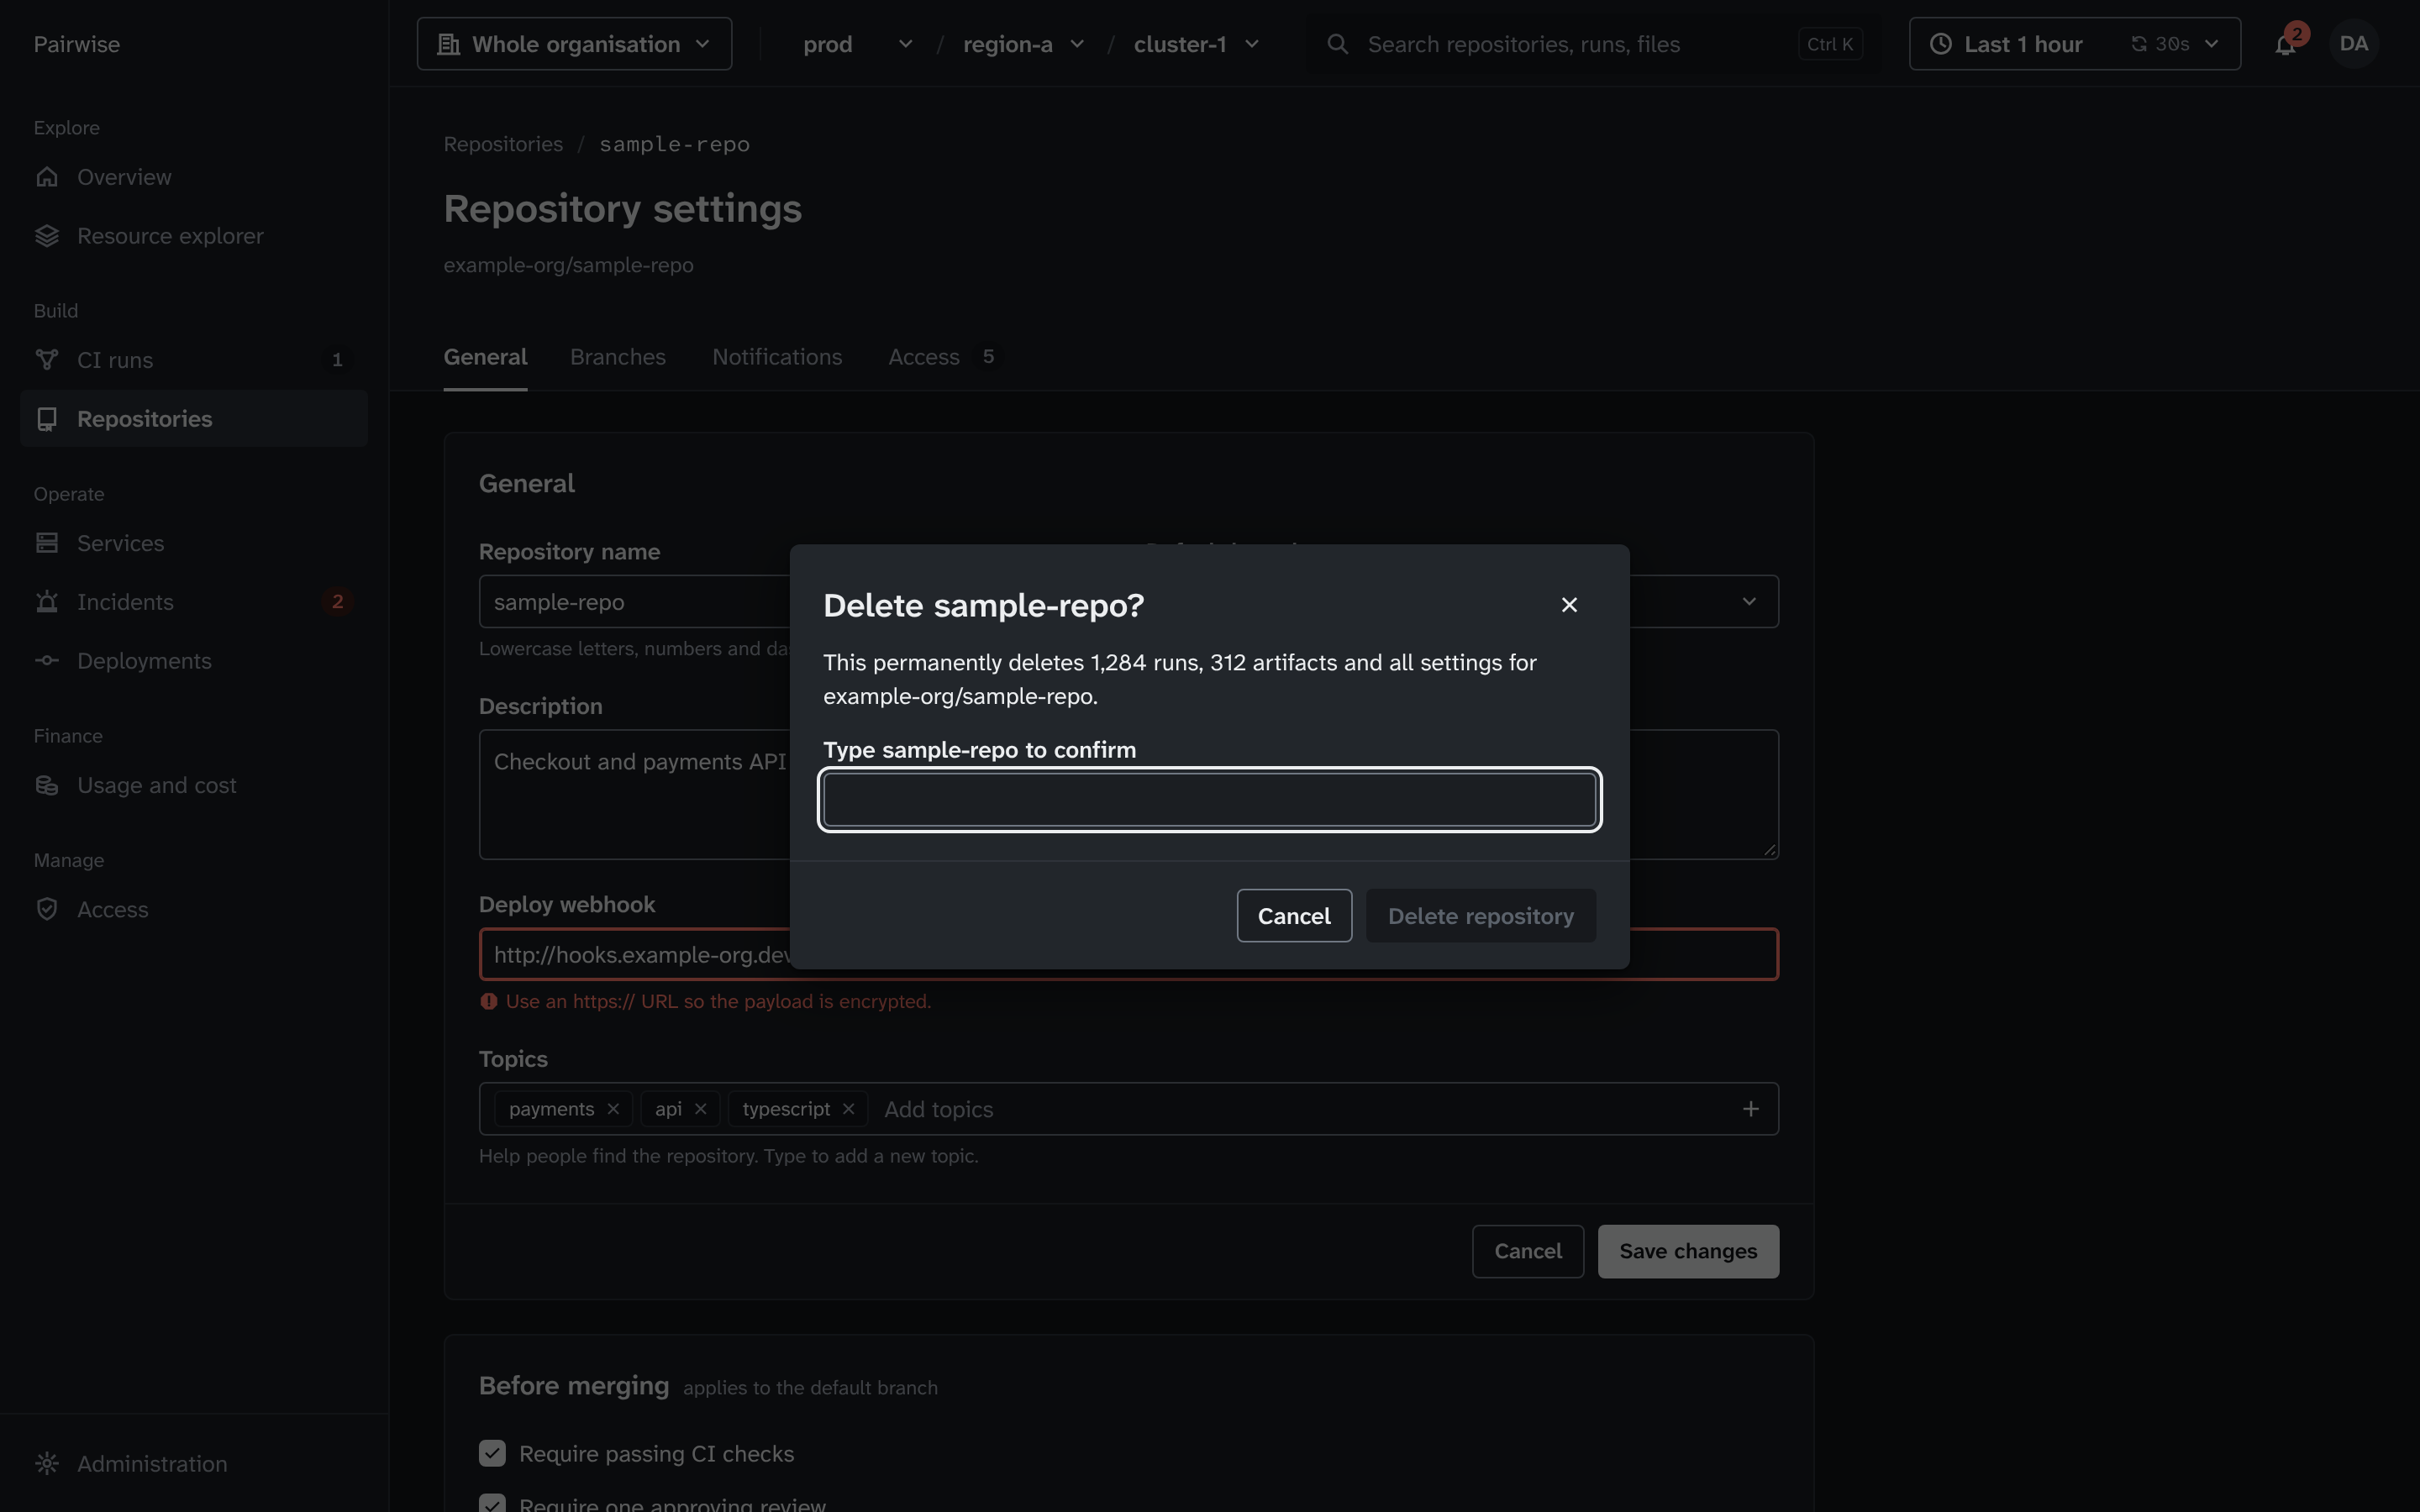 Pairwise
Whole organisation
prod / region-a / cluster-1
Search repositories, runs, files
Ctrl K
Last 1 hour
30s
2
DA
Explore
Overview
Resource explorer
Build
CI runs 1
Repositories
Operate
Services
Incidents 2
Deployments
Finance
Usage and cost
Manage
Access
Administration
Repositories / sample-repo
Repository settings
example-org/sample-repo
General Branches Notifications Access 5
General
Repository name
sample-repo
Lowercase letters, numbers and
Description
Checkout and payments API
Deploy webhook
http://hooks.example-org.dev
Use an https:// URL so the payload is encrypted.
Topics
payments api typescript Add topics
Help people find the repository. Type to add a new topic.
Cancel Save changes
Before merging applies to the default branch
Require passing CI checks
Require one approving review
Delete sample-repo?
This permanently deletes 1,284 runs, 312 artifacts and all settings for
example-org/sample-repo.
Type sample-repo to confirm
Cancel Delete repository